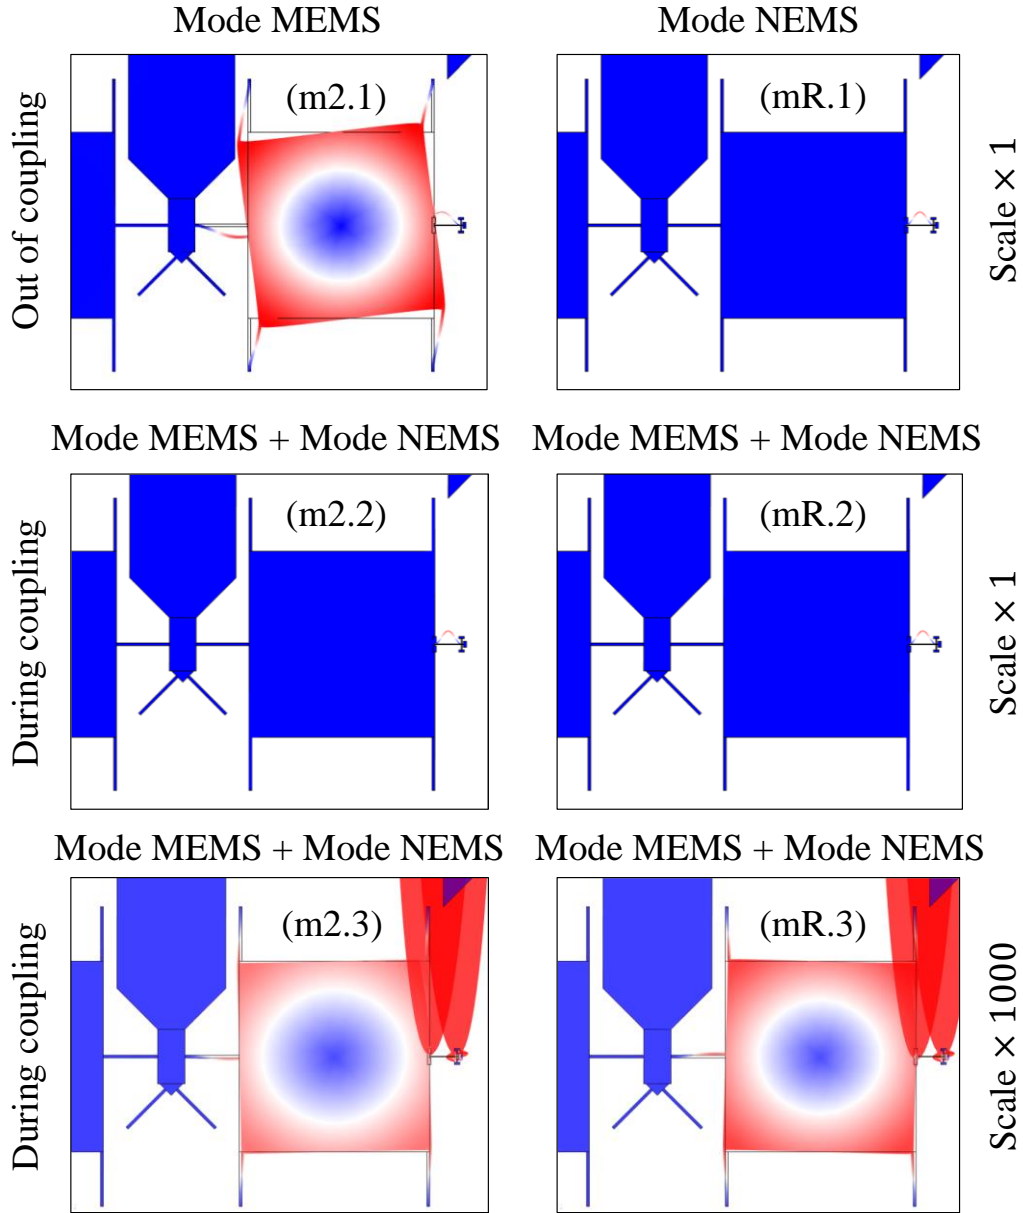 Mode MEMS
Mode NEMS
Out of coupling
(m2.1)
(mR.1)
Scale × 1
Mode MEMS + Mode NEMS
Mode MEMS + Mode NEMS
During coupling
(m2.2)
(mR.2)
Scale × 1
Mode MEMS + Mode NEMS
Mode MEMS + Mode NEMS
During coupling
(m2.3)
(mR.3)
Scale × 1000